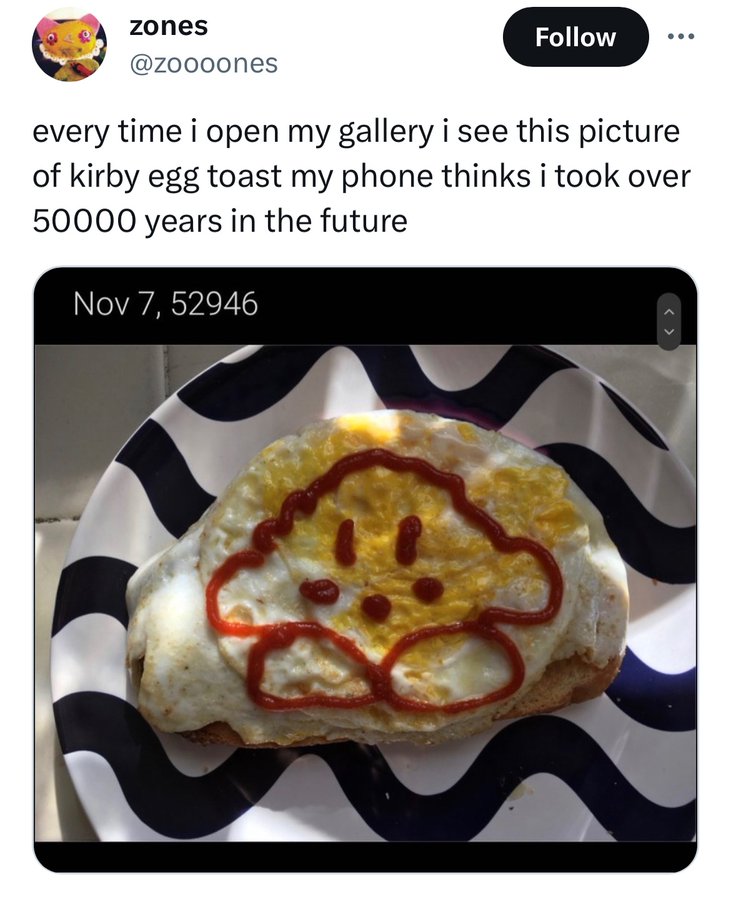 zones
Follow
@zoooones
every time i open my gallery i see this picture
of kirby egg toast my phone thinks i took over
50000 years in the future
Nov 7, 52946